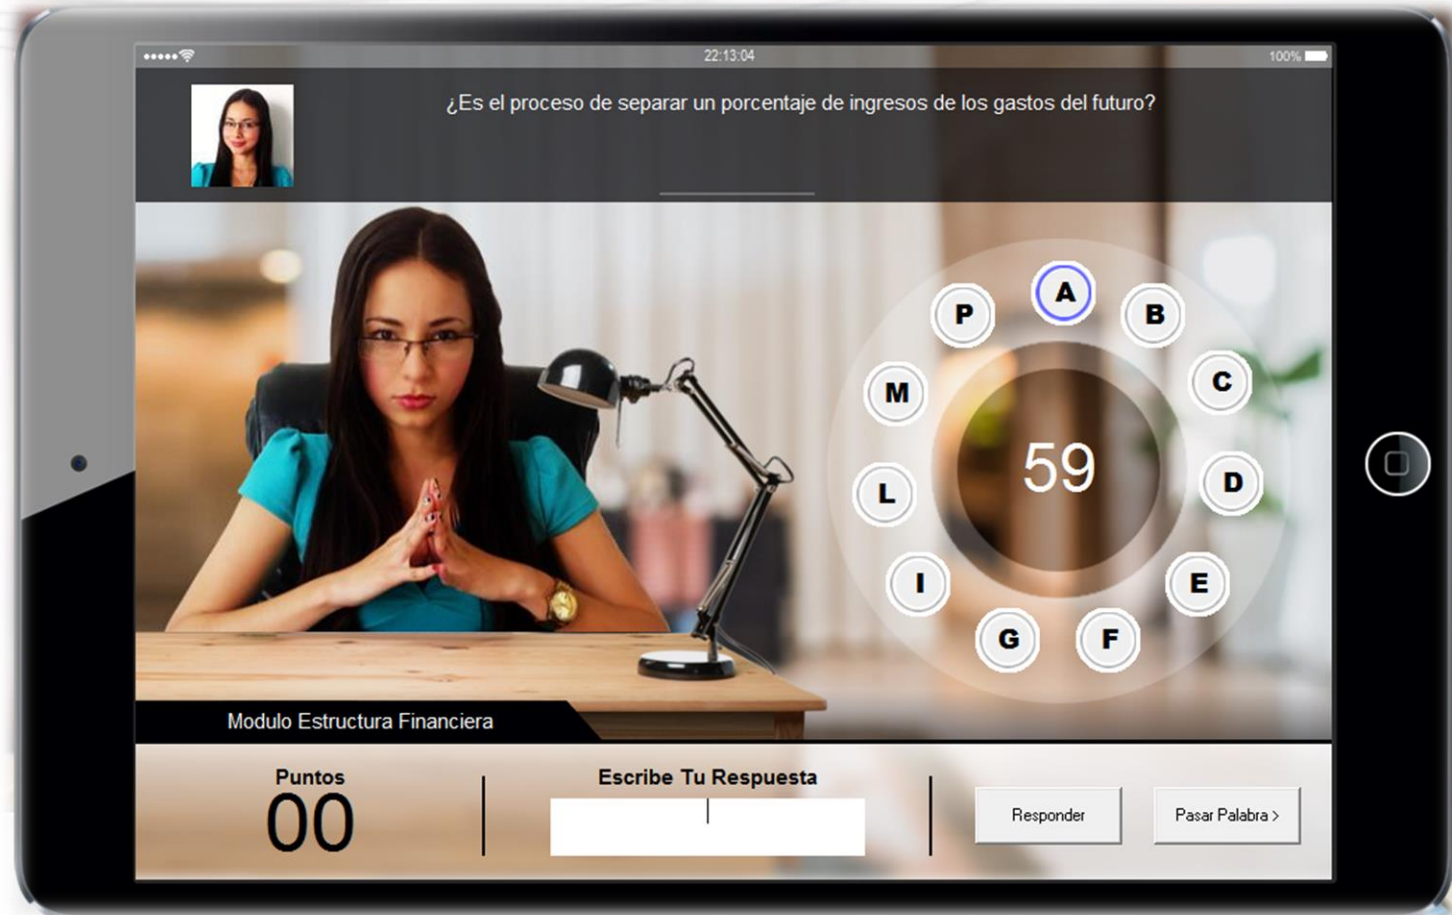 22:13:04
100%
¿Es el proceso de separar un porcentaje de ingresos de los gastos del futuro?
A
B
C
D
E
F
G
I
L
M
P
59
Modulo Estructura Financiera
Puntos
00
Escribe Tu Respuesta
Responder
Pasar Palabra >